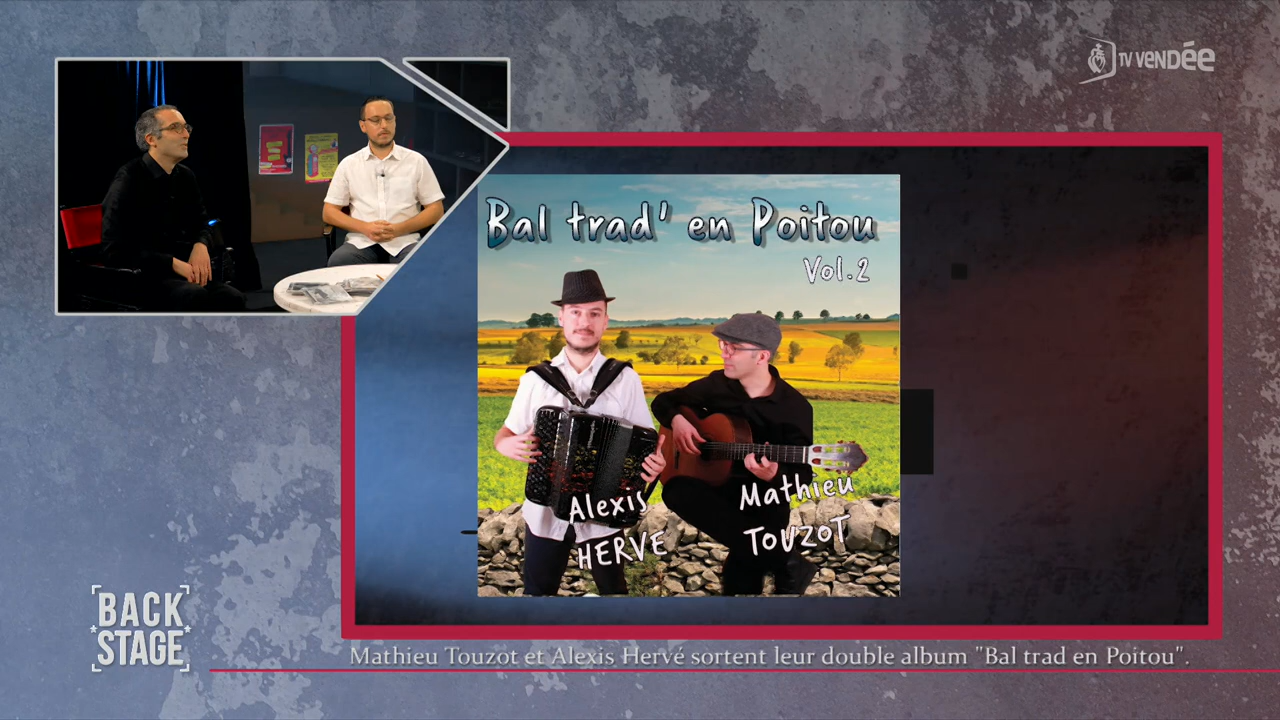 TV VENDÉE
Bal trad' en Poitou
Vol.2
Alexis
HERVE
Mathieu
TOUZOT
BACK
STAGE
Mathieu Touzot et Alexis Hervé sortent leur double album "Bal trad en Poitou".